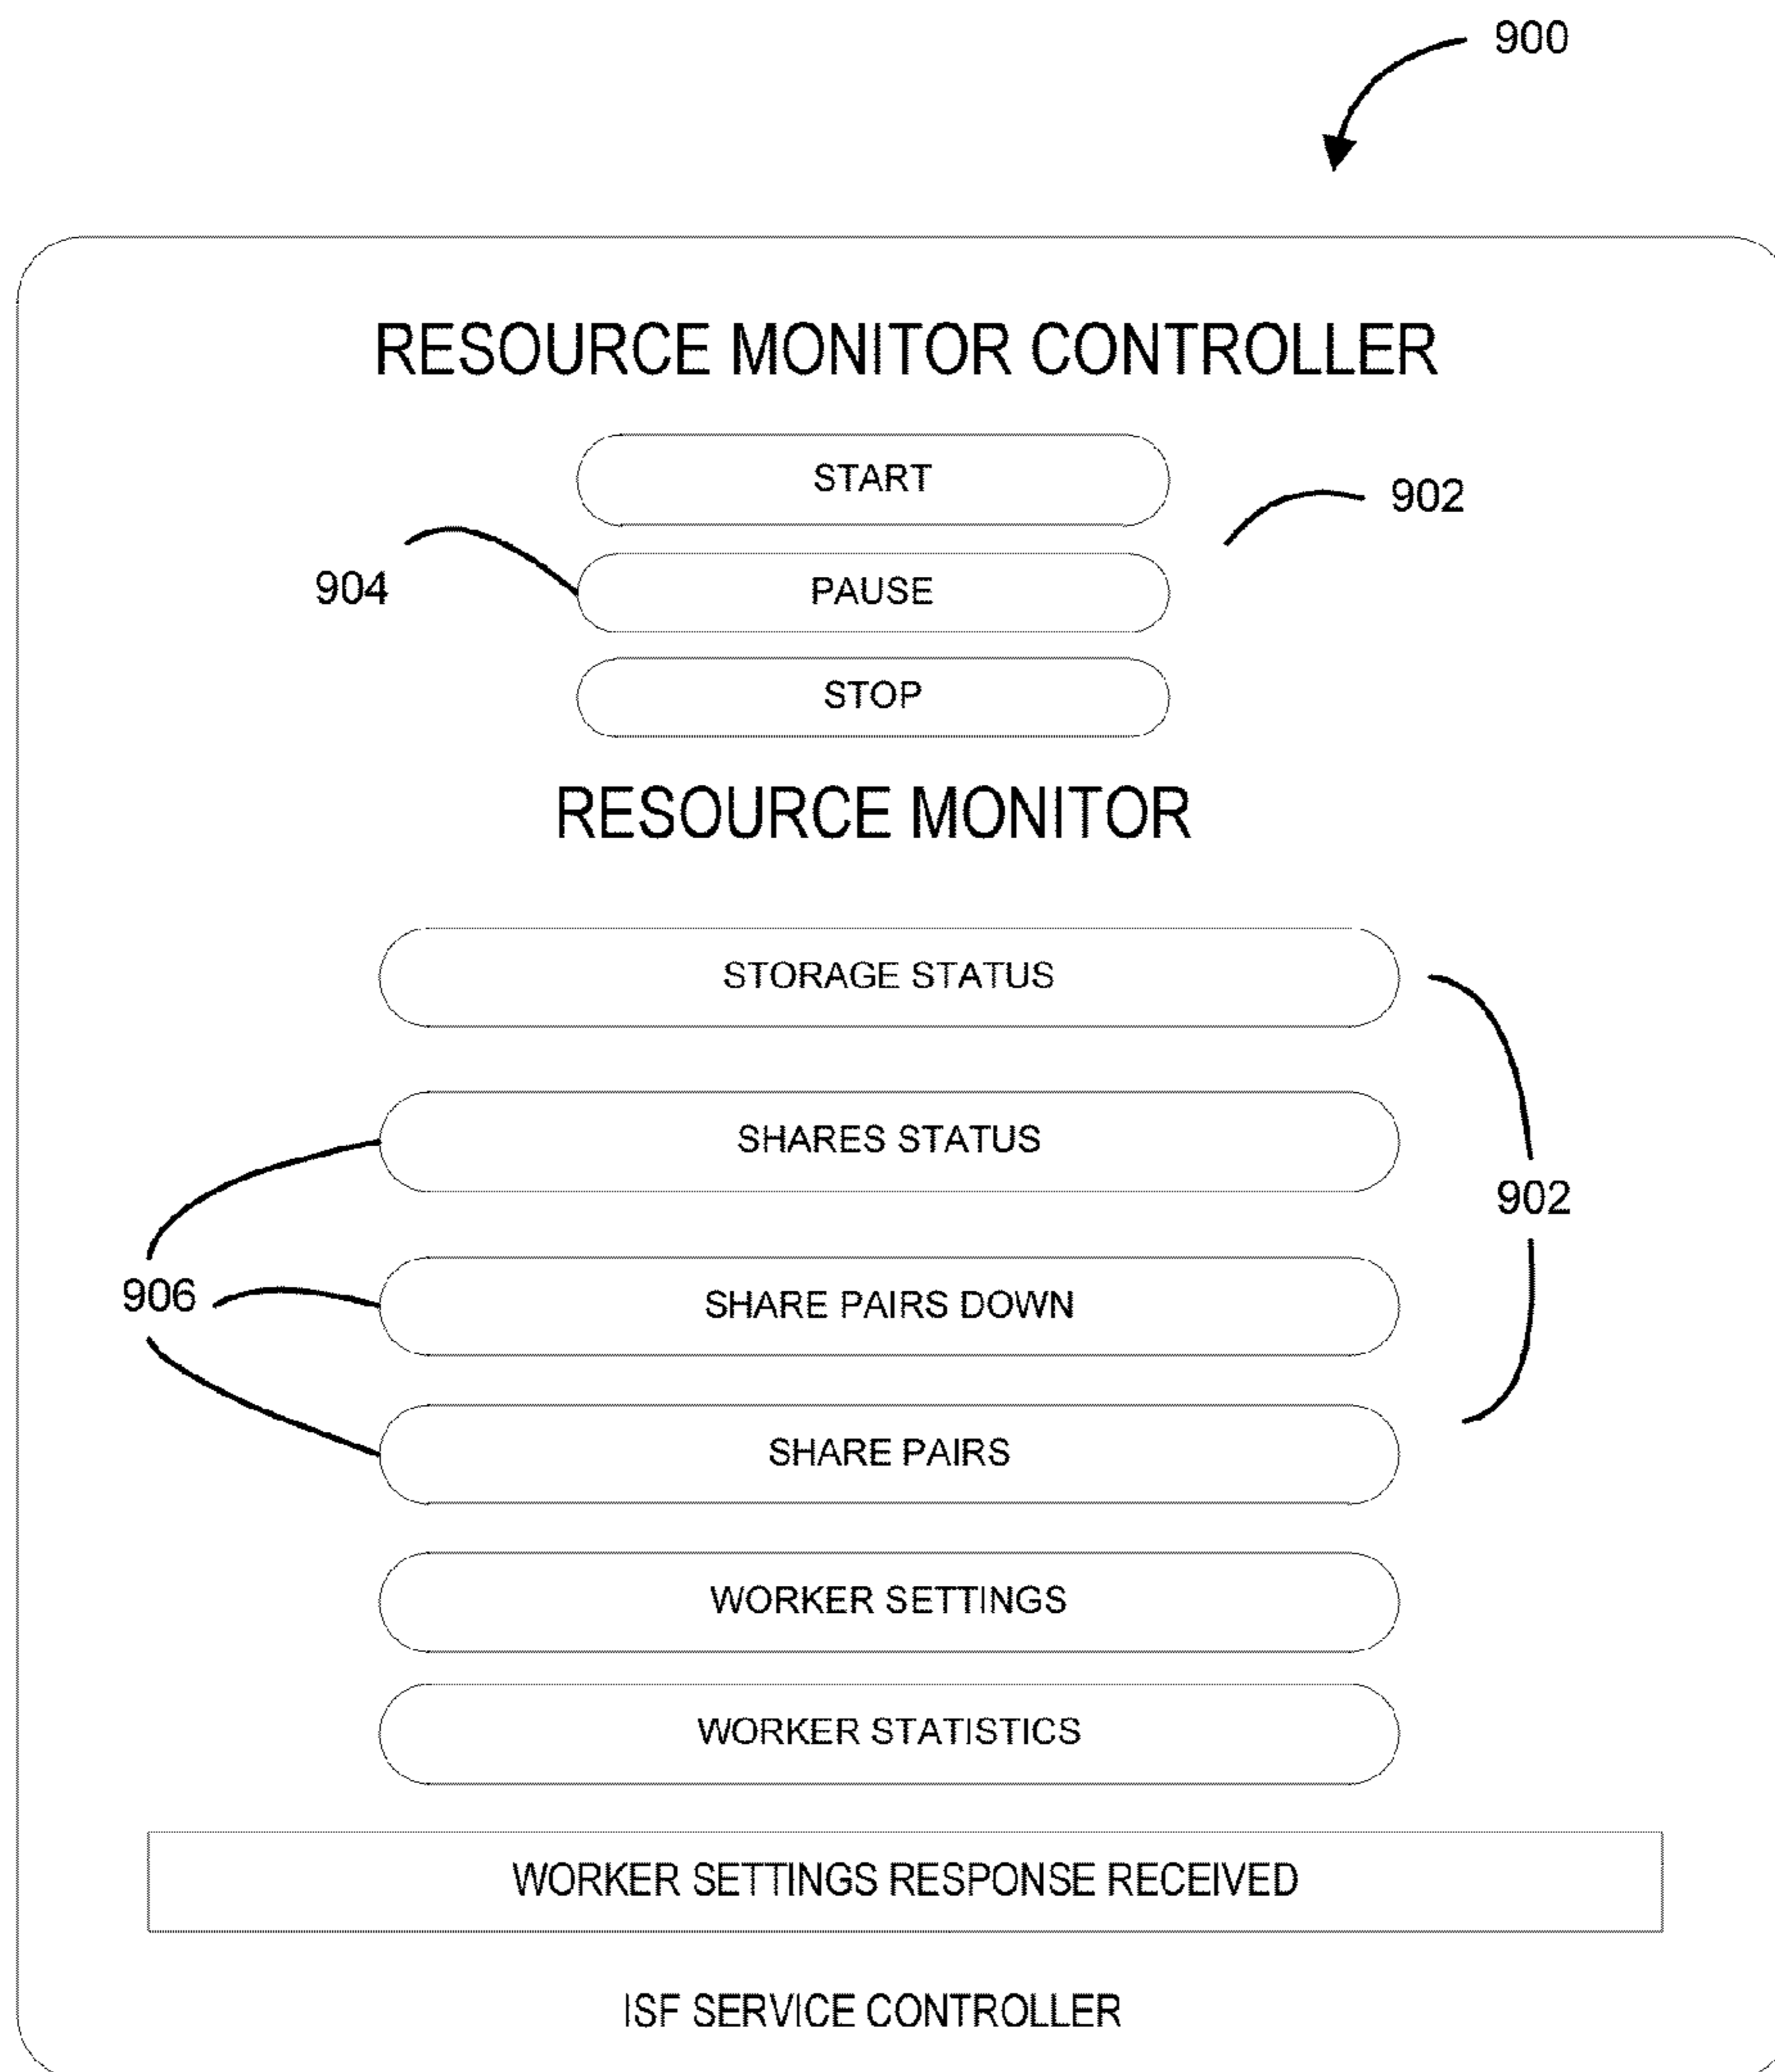 900
RESOURCE MONITOR CONTROLLER
START
902
904
PAUSE
STOP
RESOURCE MONITOR
STORAGE STATUS
SHARES STATUS
902
906
SHARE PAIRS DOWN
SHARE PAIRS
WORKER SETTINGS
WORKER STATISTICS
WORKER SETTINGS RESPONSE RECEIVED
ISF SERVICE CONTROLLER